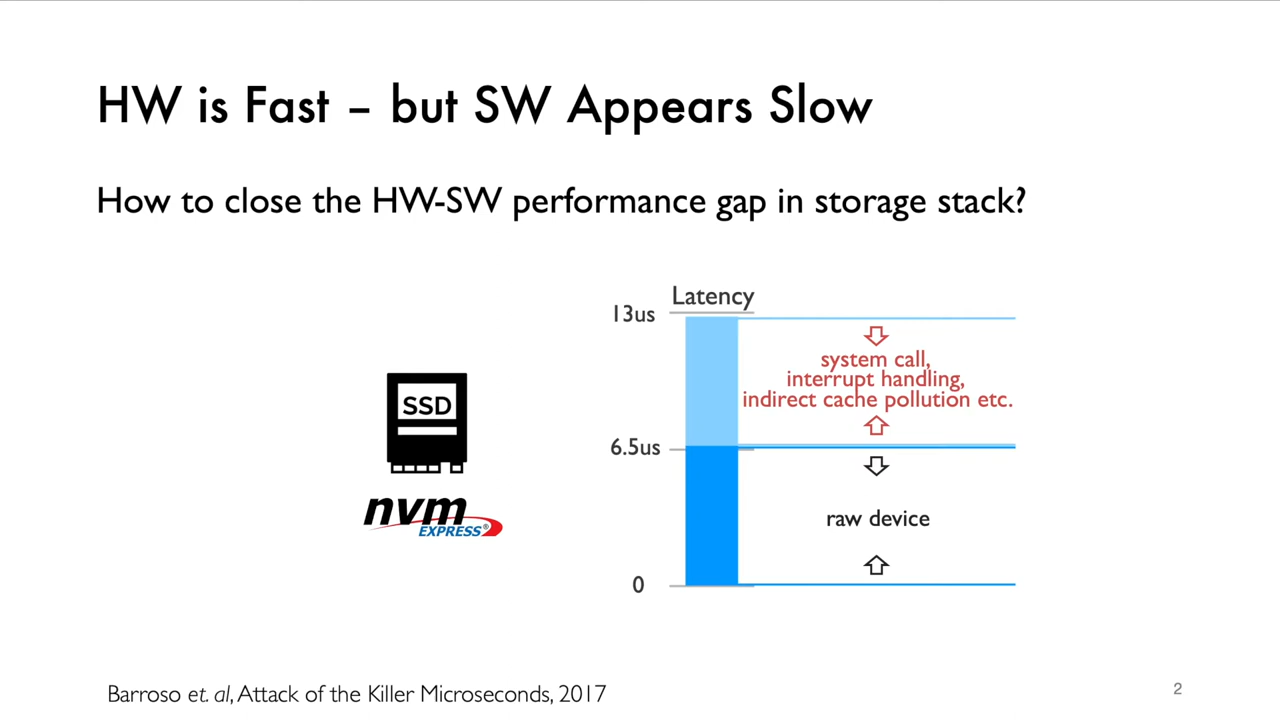 HW is Fast – but SW Appears Slow
How to close the HW-SW performance gap in storage stack?
Latency
13us
system call,
interrupt handling,
indirect cache pollution etc.
SSD
6.5us
nvm
EXPRESS®
raw device
0
Barroso et. al, Attack of the Killer Microseconds, 2017
2